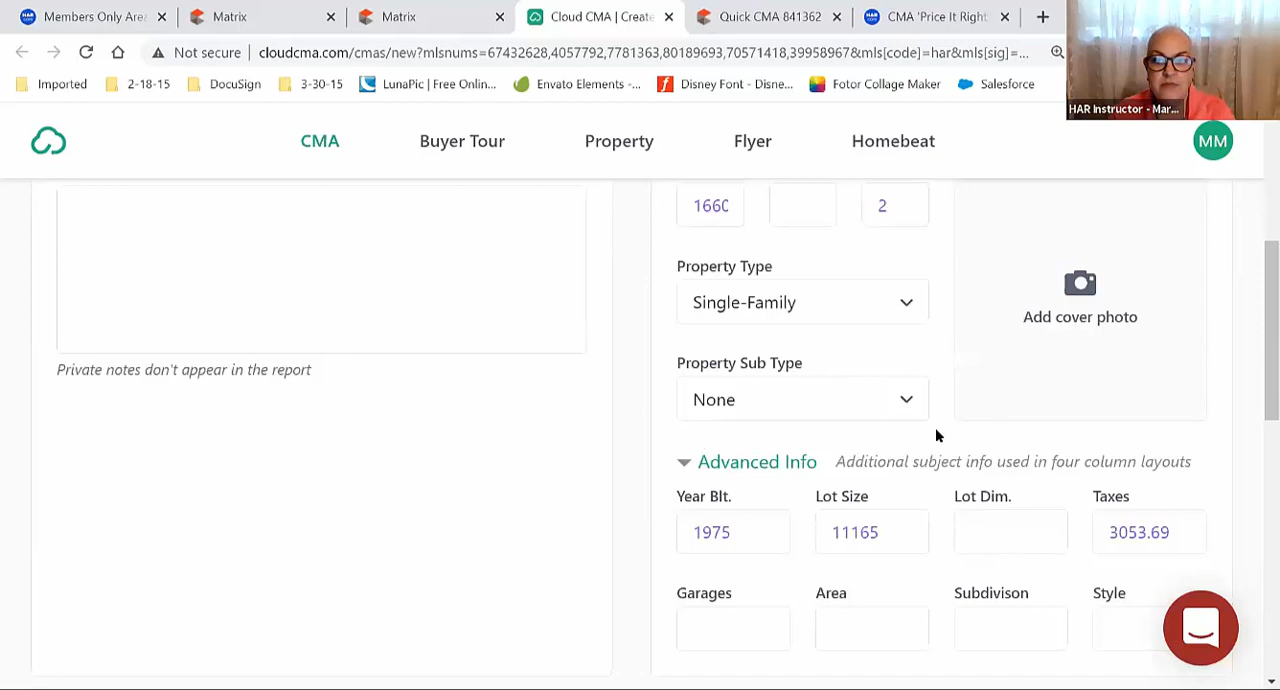 HAR.com Members Only Area
Matrix
Matrix
Cloud CMA | Create
Quick CMA 841362
HAR.com CMA 'Price It Right
Not secure
cloudcma.com/cmas/new?mlsnums=67432628,4057792,7781363,80189693,70571418,39958967&mls[code]=har&mls[sig]=...
Imported
2-18-15
DocuSign
3-30-15
LunaPic | Free Onlin...
Envato Elements -...
Disney Font - Disne...
Fotor Collage Maker
Salesforce
HAR Instructor - Mar...
CMA
Buyer Tour
Property
Flyer
Homebeat
MM
1660
2
Property Type
Single-Family
Add cover photo
Private notes don't appear in the report
Property Sub Type
None
Advanced Info
Additional subject info used in four column layouts
Year Blt.
Lot Size
Lot Dim.
Taxes
1975
11165
3053.69
Garages
Area
Subdivison
Style